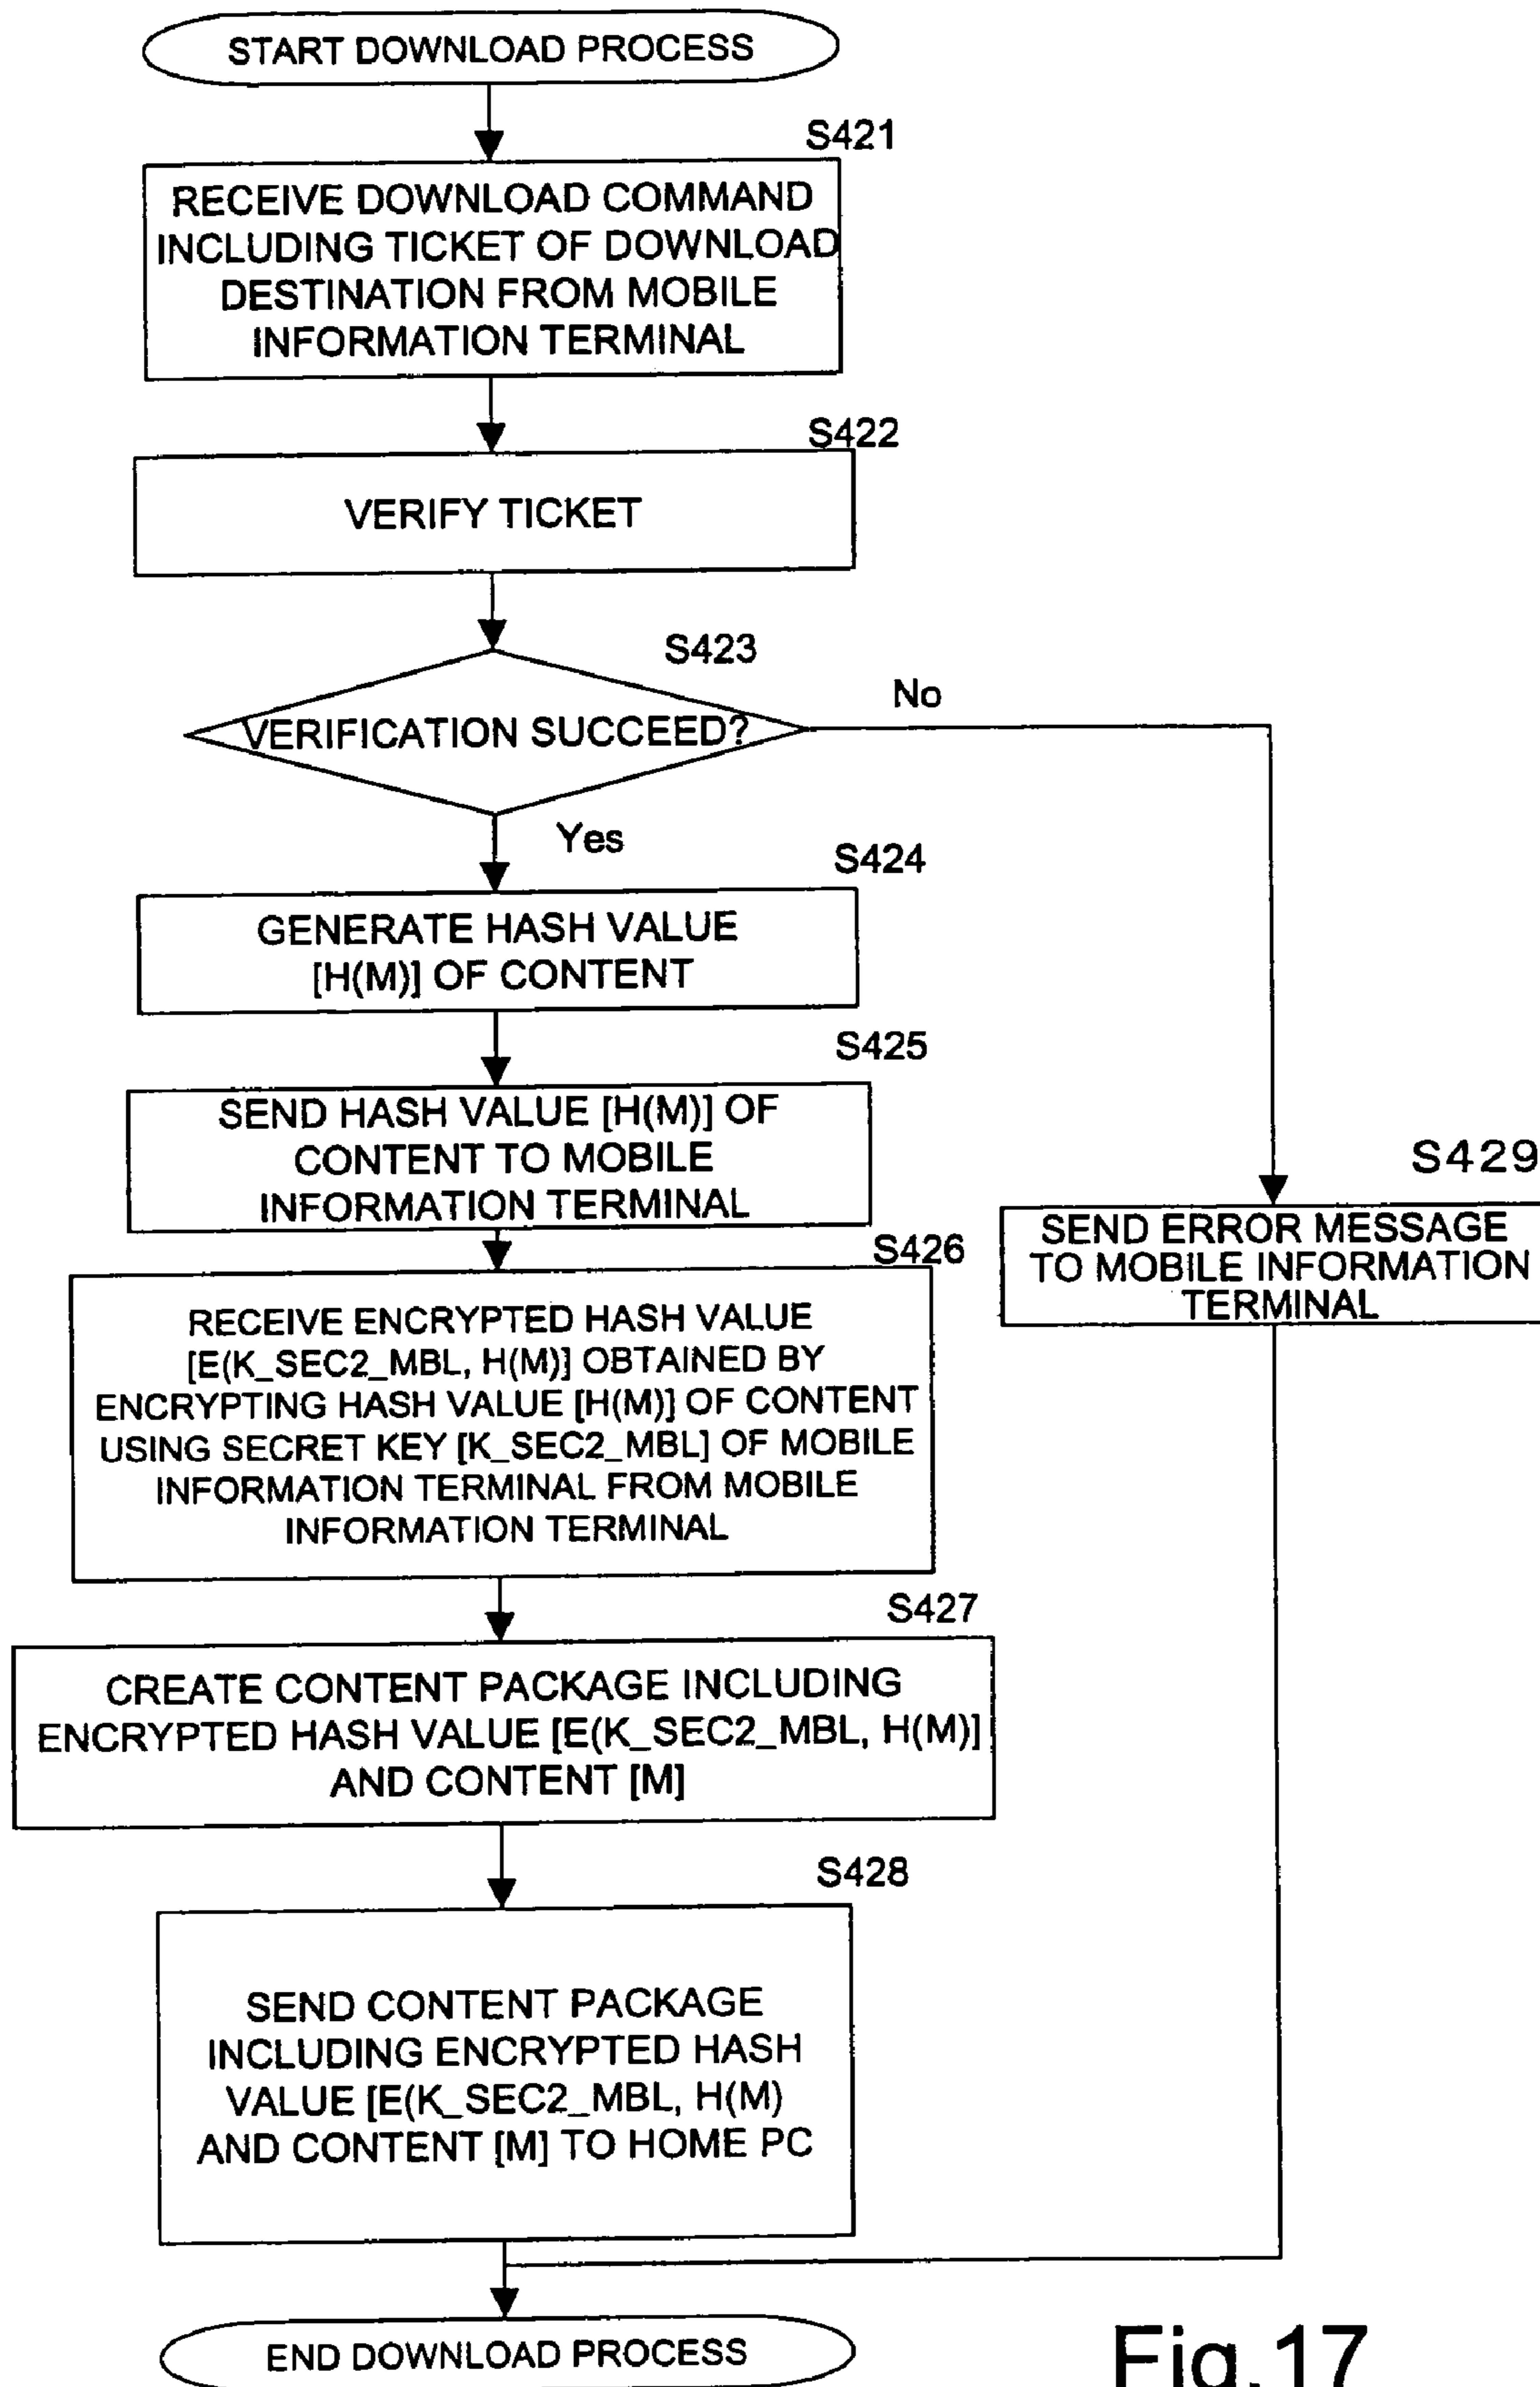 START DOWNLOAD PROCESS
S421
RECEIVE DOWNLOAD COMMAND
INCLUDING TICKET OF DOWNLOAD
DESTINATION FROM MOBILE
INFORMATION TERMINAL
S422
VERIFY TICKET
S423
VERIFICATION SUCCEED?
No
Yes
S424
GENERATE HASH VALUE
[H(M)] OF CONTENT
S425
SEND HASH VALUE [H(M)] OF
CONTENT TO MOBILE
INFORMATION TERMINAL
S429
SEND ERROR MESSAGE
TO MOBILE INFORMATION
TERMINAL
S426
RECEIVE ENCRYPTED HASH VALUE
[E(K_SEC2_MBL, H(M)] OBTAINED BY
ENCRYPTING HASH VALUE [H(M)] OF CONTENT
USING SECRET KEY [K_SEC2_MBL] OF MOBILE
INFORMATION TERMINAL FROM MOBILE
INFORMATION TERMINAL
S427
CREATE CONTENT PACKAGE INCLUDING
ENCRYPTED HASH VALUE [E(K_SEC2_MBL, H(M)]
AND CONTENT [M]
S428
SEND CONTENT PACKAGE
INCLUDING ENCRYPTED HASH
VALUE [E(K_SEC2_MBL, H(M)
AND CONTENT [M] TO HOME PC
END DOWNLOAD PROCESS
Fig.17